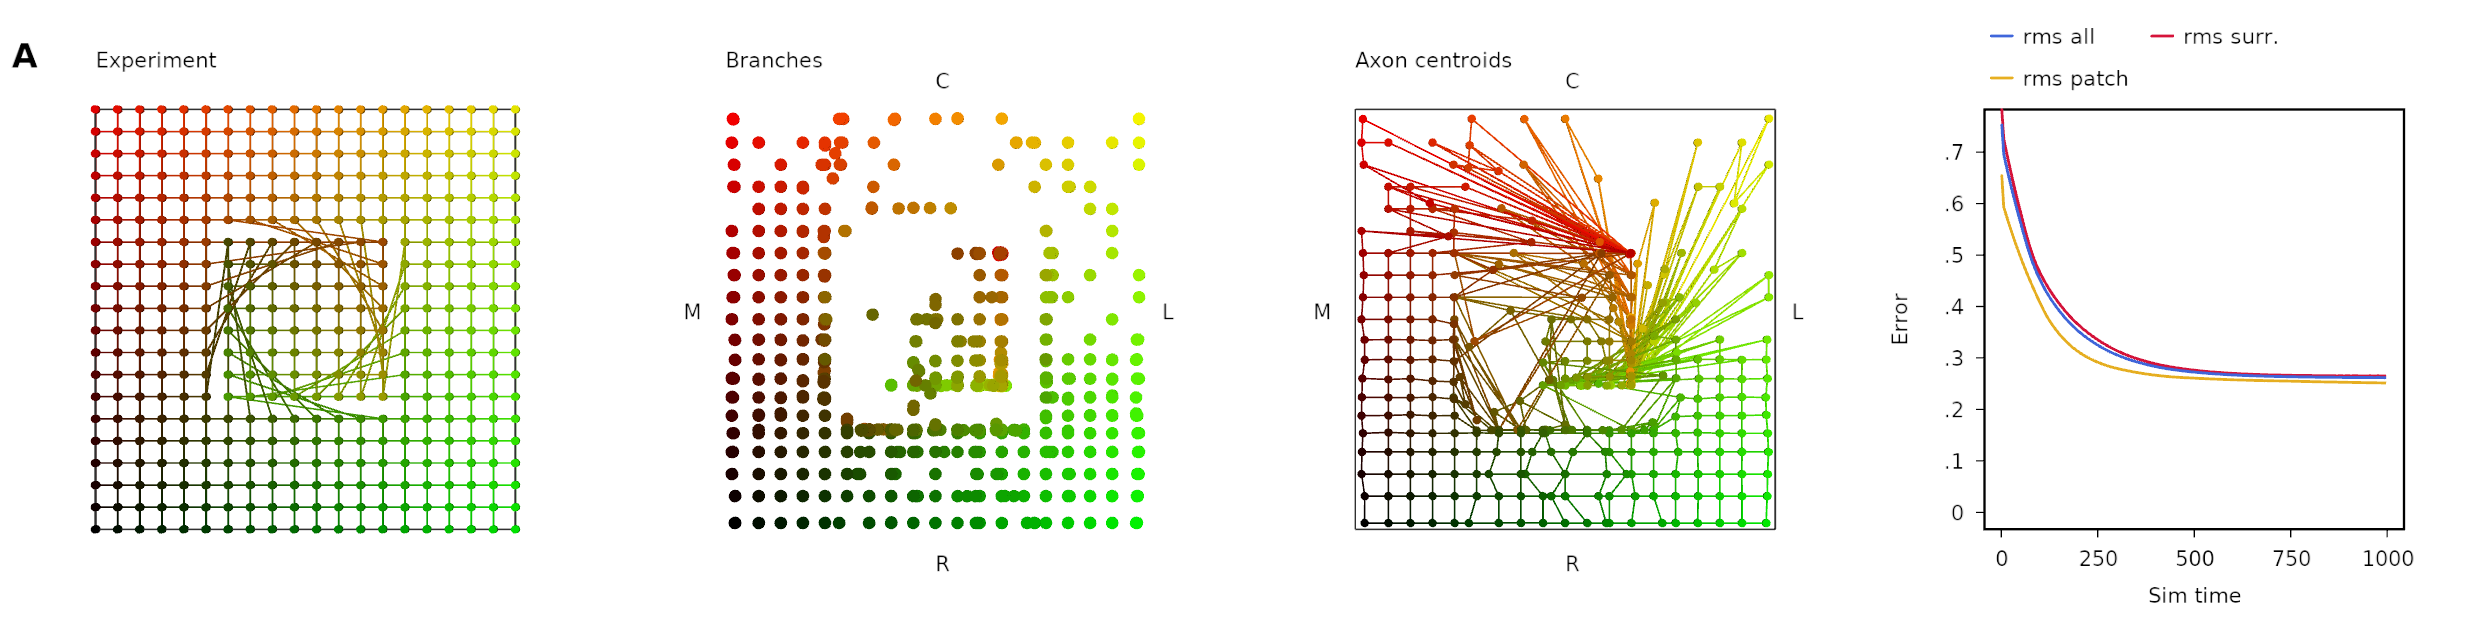 A
Experiment
Branches
C
M
L
R
Axon centroids
C
M
L
R
rms all
rms surr.
rms patch
Error
.7
.6
.5
.4
.3
.2
.1
0
0 250 500 750 1000
Sim time